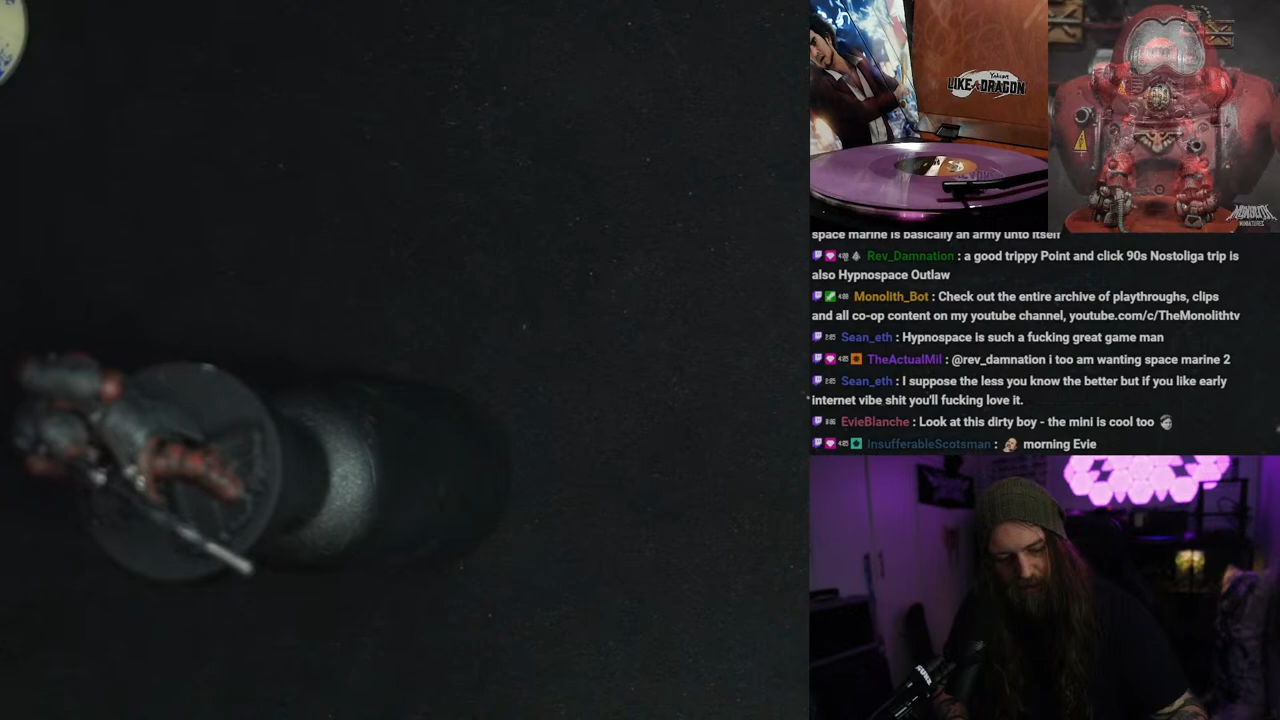 Yakuza
LIKE A DRAGON
MONOLITH
MINIATURES
space marine is basically an army unto itself
Rev_Damnation : a good trippy Point and click 90s Nostoliga trip is
also Hypnospace Outlaw
Monolith_Bot : Check out the entire archive of playthroughs, clips
and all co-op content on my youtube channel, youtube.com/c/TheMonolithtv
Sean_eth : Hypnospace is such a fucking great game man
TheActualMil : @rev_damnation i too am wanting space marine 2
Sean_eth : I suppose the less you know the better but if you like early
internet vibe shit you'll fucking love it.
EvieBlanche : Look at this dirty boy - the mini is cool too
InsufferableScotsman : morning Evie